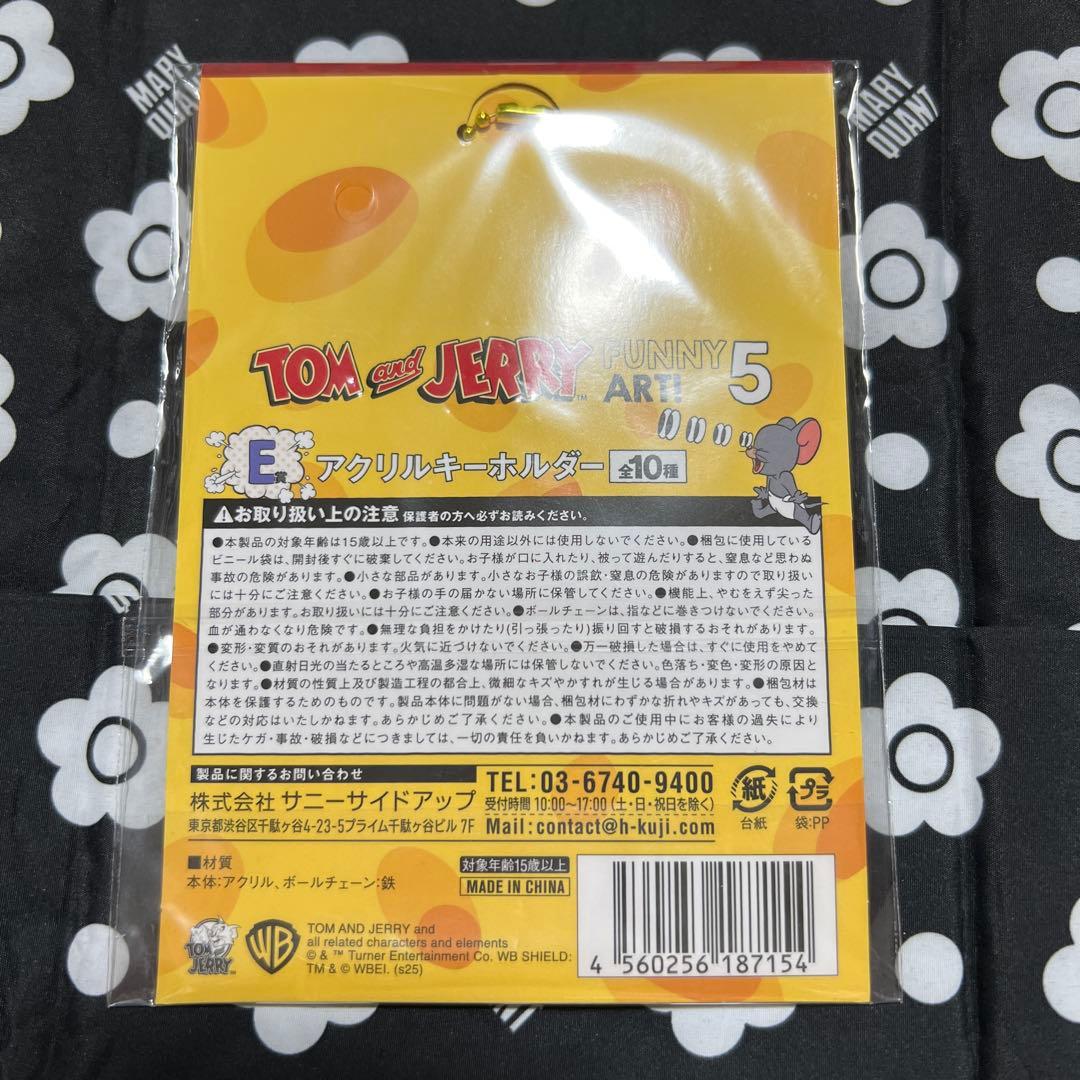 MARY
QUANT
MARY
QUANT
TOM and JERRY™ FUNNY
ART! 5
E賞 アクリルキーホルダー 全10種
⚠お取り扱い上の注意 保護者の方へ必ずお読みください。
●本製品の対象年齢は15歳以上です。●本来の用途以外には使用しないでください。●梱包に使用している
ビニール袋は、開封後すぐに破棄してください。お子様が口に入れたり、被って遊んだりすると、窒息など思わぬ
事故の危険があります。●小さな部品があります。小さなお子様の誤飲・窒息の危険がありますので取り扱い
には十分にご注意ください。●お子様の手の届かない場所に保管してください。●機能上、やむをえず尖った
部分があります。お取り扱いには十分にご注意ください。●ボールチェーンは、指などに巻きつけないでください。
血が通わなくなり危険です。●無理な負担をかけたり(引っ張ったり)振り回すと破損するおそれがあります。
●変形・変質のおそれがあります。火気に近づけないでください。●万一破損した場合は、すぐに使用をやめて
ください。●直射日光の当たるところや高温多湿な場所には保管しないでください。色落ち・変色・変形の原因と
なります。●材質の性質上及び製造工程の都合上、微細なキズやかすれが生じる場合があります。●梱包材は
本体を保護するためのものです。製品本体に問題がない場合、梱包材にわずかな折れやキズがあっても、交換
などの対応はいたしかねます。あらかじめご了承ください。●本製品のご使用中にお客様の過失により
生じたケガ・事故・破損などにつきましては、一切の責任を負いかねます。あらかじめご了承ください。
製品に関するお問い合わせ
株式会社 サニーサイドアップ
東京都渋谷区千駄ヶ谷4-23-5プライム千駄ヶ谷ビル 7F
TEL:03-6740-9400
受付時間 10:00〜17:00 (土・日・祝日を除く)
Mail:contact@h-kuji.com
紙
台紙
プラ
袋:PP
■材質
本体:アクリル、ボールチェーン:鉄
対象年齢15歳以上
MADE IN CHINA
TOM and JERRY
WB
TOM AND JERRY and
all related characters and elements
© & ™ Turner Entertainment Co. WB SHIELD:
TM & © WBEI. (s25)
4 560256 187154